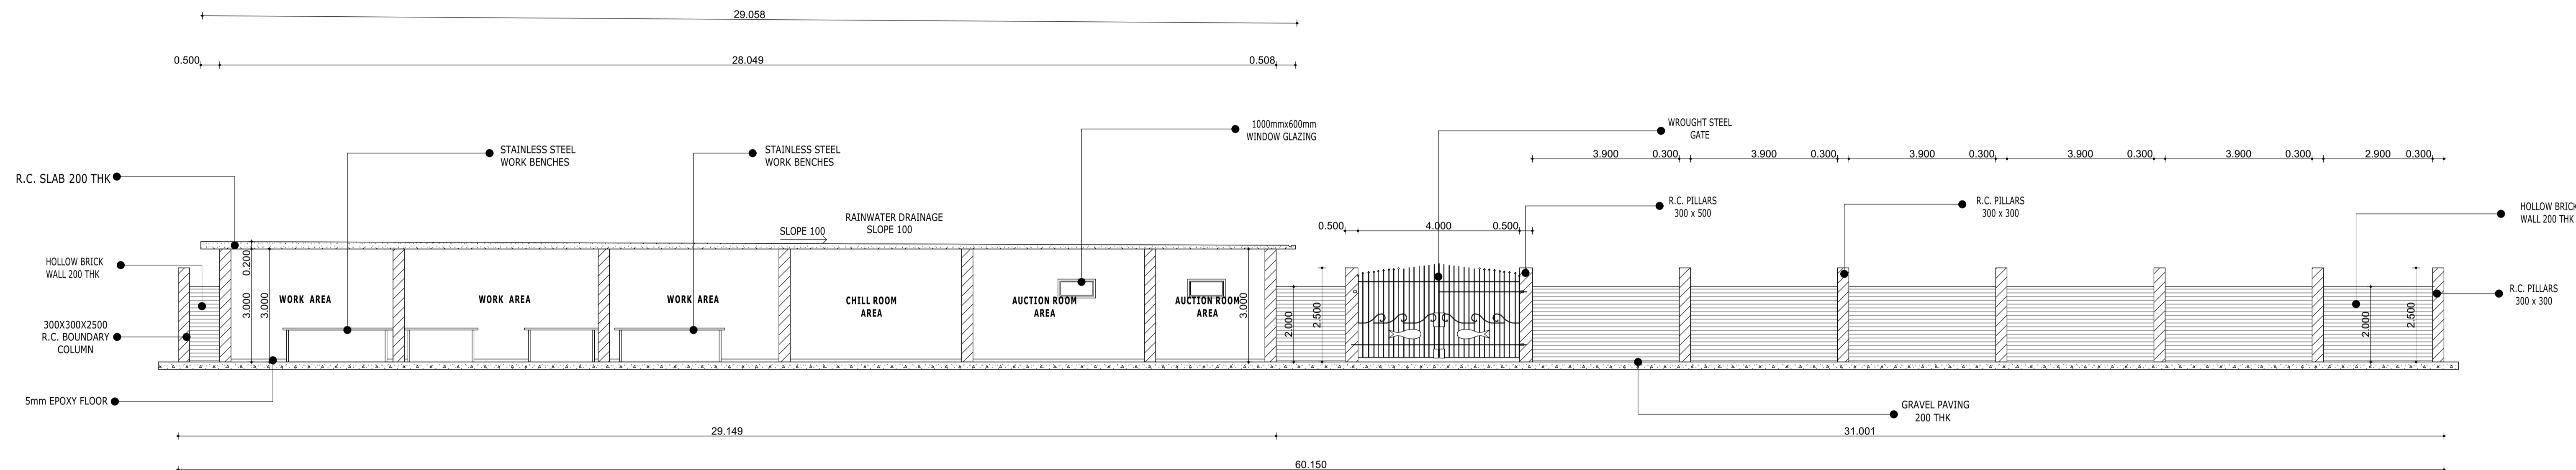 29.058
0.500
28.049
0.508
1000mmx600mm
WINDOW GLAZING
WROUGHT STEEL
GATE
STAINLESS STEEL
WORK BENCHES
STAINLESS STEEL
WORK BENCHES
3.900
0.300
3.900
0.300
3.900
0.300
3.900
0.300
3.900
0.300
2.900
0.300
R.C. SLAB 200 THK
RAINWATER DRAINAGE
SLOPE 100
SLOPE 100
R.C. PILLARS
300 x 500
R.C. PILLARS
300 x 300
HOLLOW BRICK
WALL 200 THK
0.500
4.000
0.500
HOLLOW BRICK
WALL 200 THK
0.200
3.000
3.000
WORK AREA
WORK AREA
WORK AREA
CHILL ROOM
AREA
AUCTION ROOM
AREA
AUCTION ROOM
AREA
3.000
2.000
2.500
2.000
2.500
R.C. PILLARS
300 x 300
300X300X2500
R.C. BOUNDARY
COLUMN
5mm EPOXY FLOOR
GRAVEL PAVING
200 THK
29.149
31.001
60.150